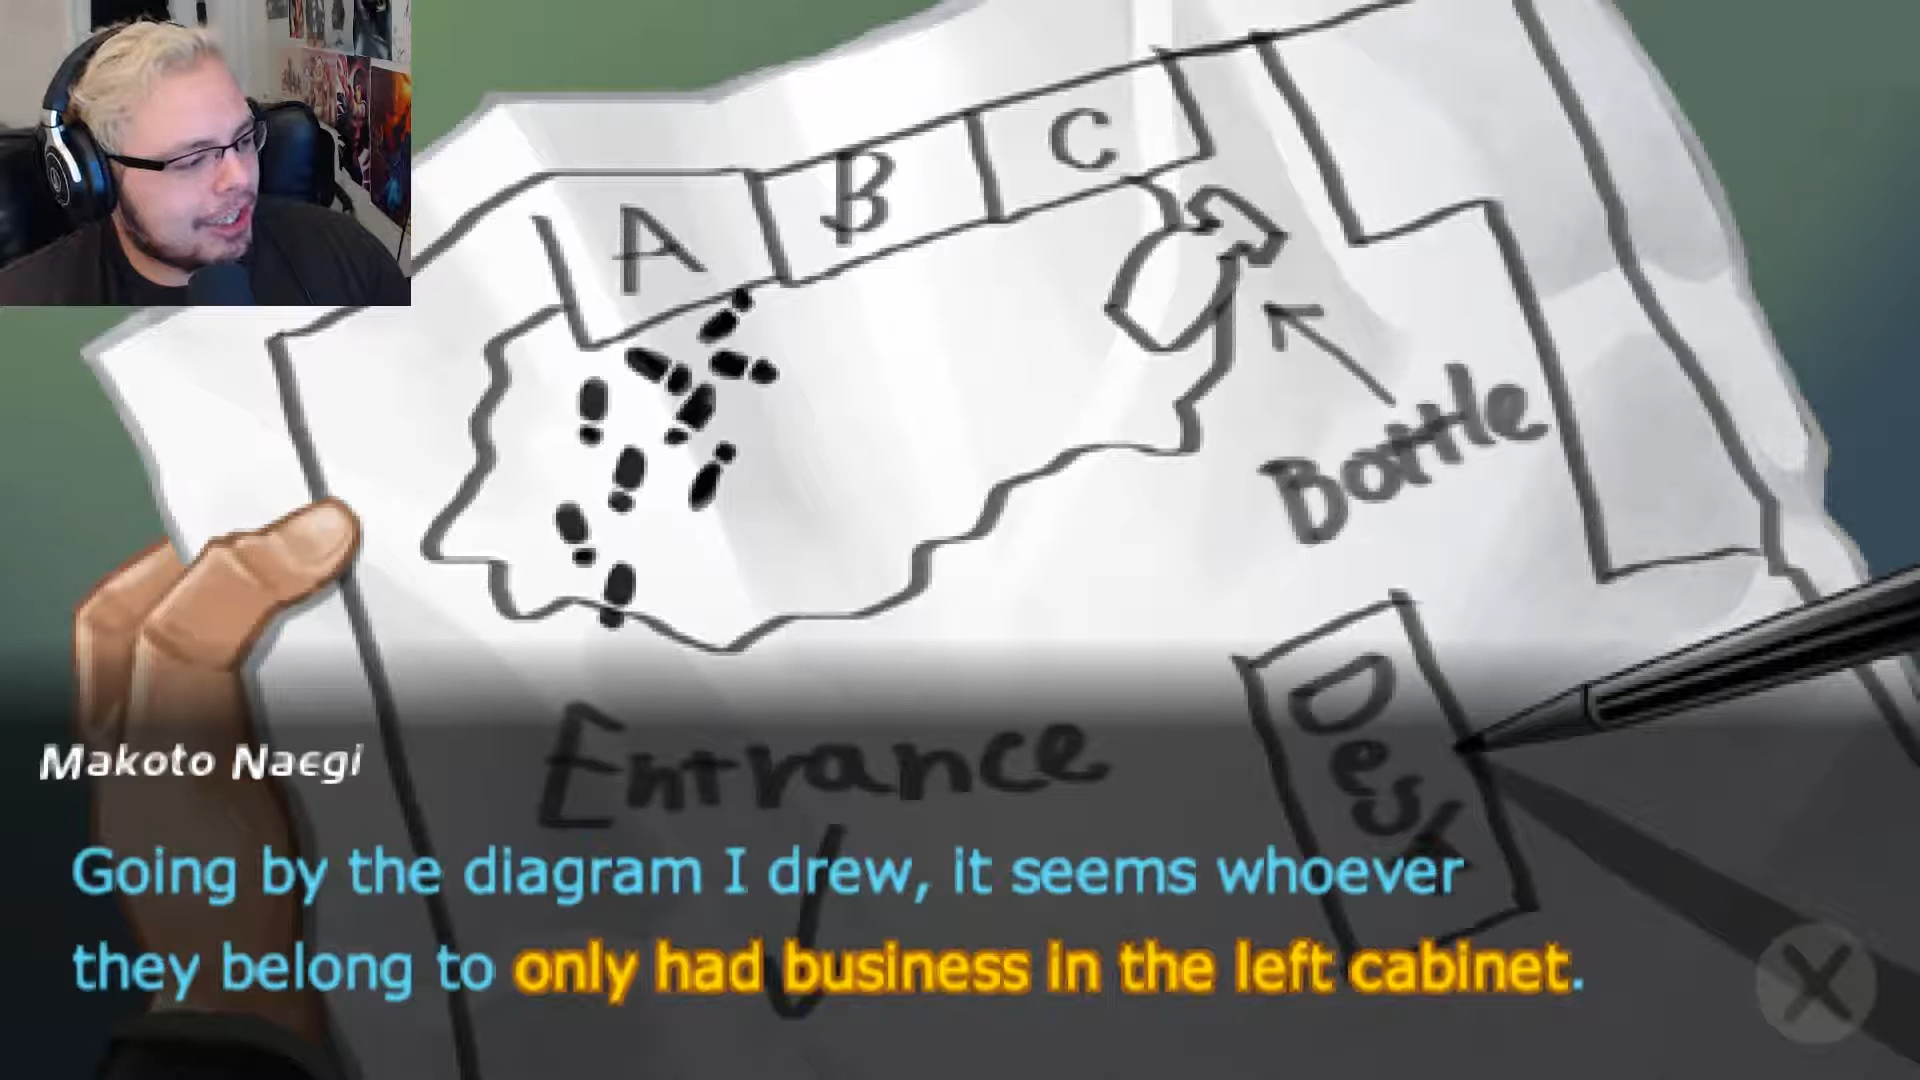 A
B
C
Bottle
Desk
Entrance
Makoto Naegi
Going by the diagram I drew, it seems whoever
they belong to only had business in the left cabinet.
X